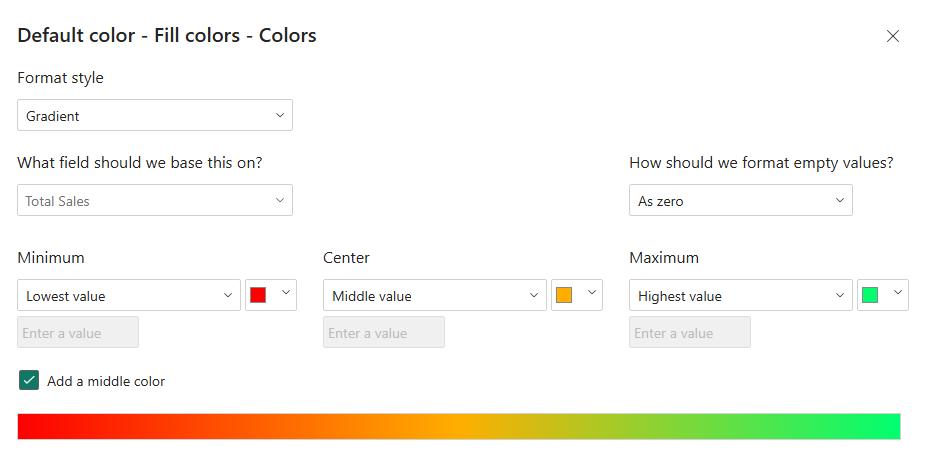 Default color - Fill colors - Colors
Format style
Gradient
What field should we base this on?
How should we format empty values?
Total Sales
As zero
Minimum
Center
Maximum
Lowest value
Middle value
Highest value
Enter a value
Enter a value
Enter a value
Add a middle color